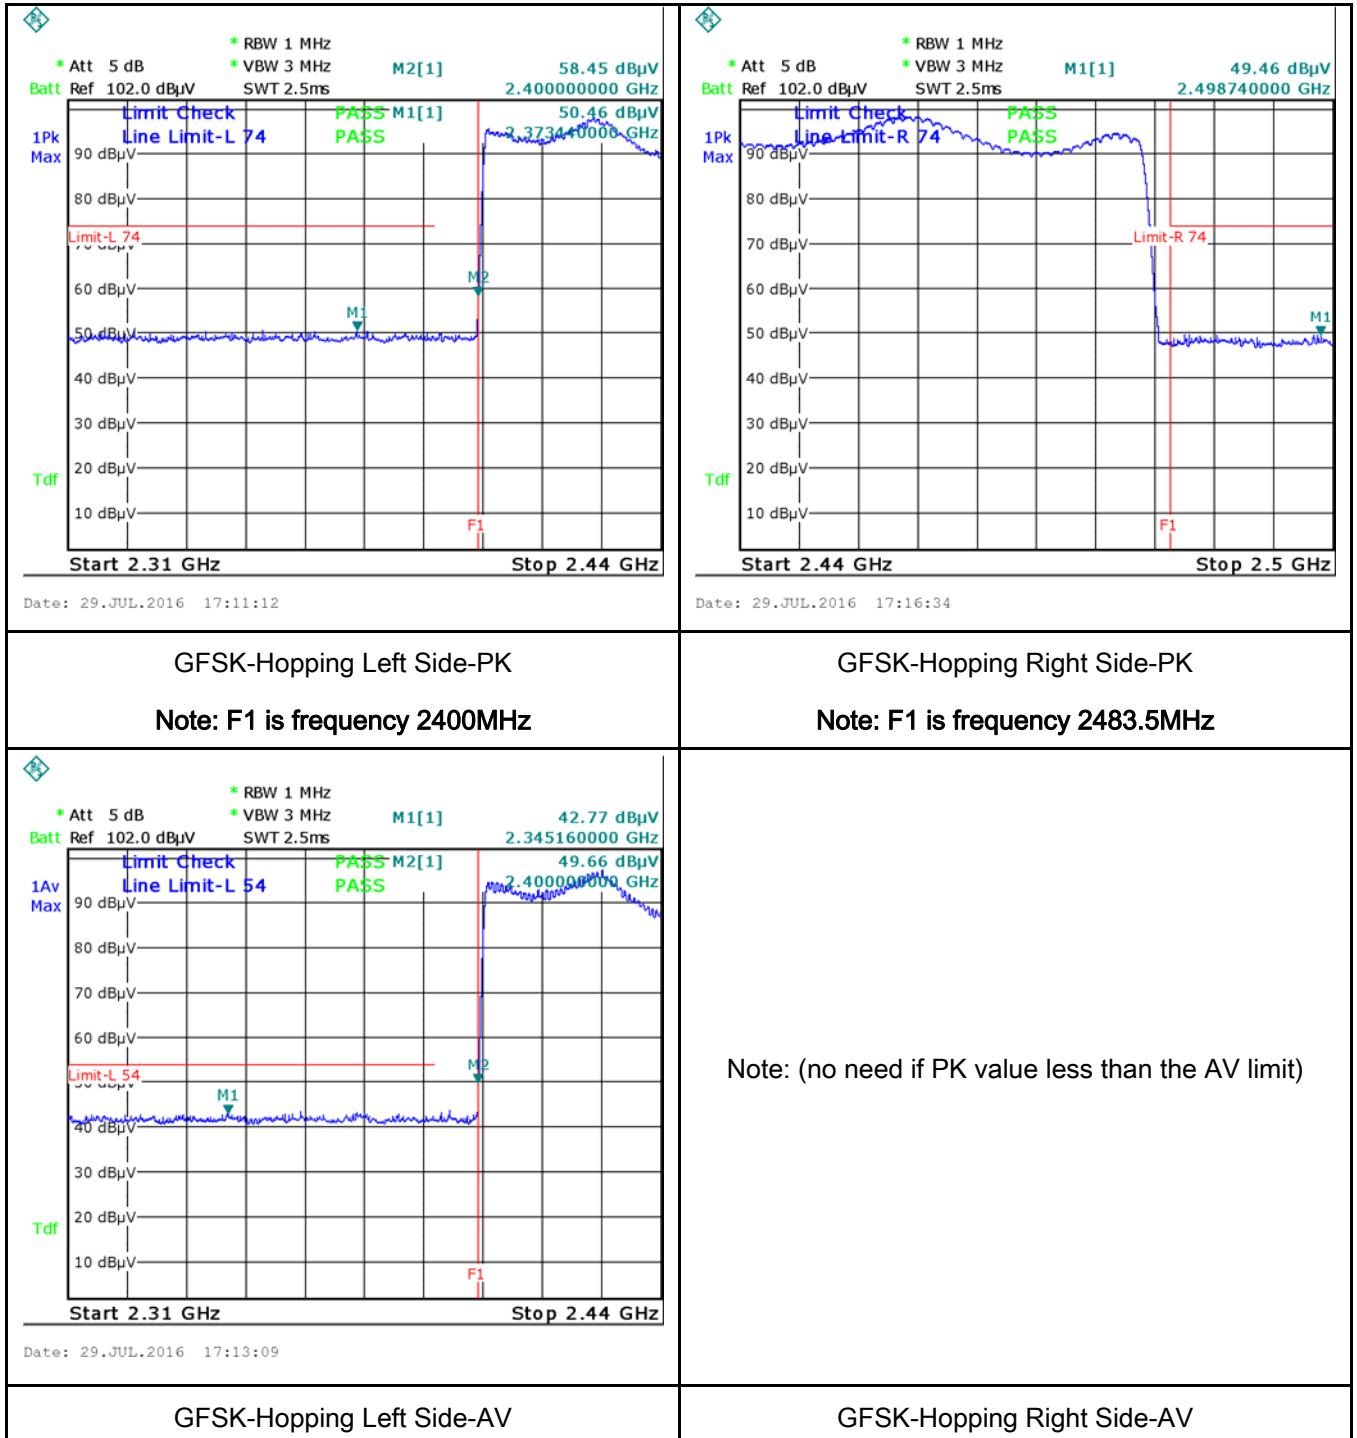 * RBW 1 MHz
* Att 5 dB * VBW 3 MHz M2[1] 58.45 dBµV
Batt Ref 102.0 dBµV SWT 2.5ms 2.400000000 GHz
Limit Check PASS M1[1] 50.46 dBµV
1Pk Line Limit-L 74 PASS 2.373440000 GHz
Max 90 dBµV
80 dBµV
Limit-L 74
70 dBµV
M2
60 dBµV
M1
50 dBµV
40 dBµV
30 dBµV
20 dBµV
Tdf
10 dBµV
F1
Start 2.31 GHz Stop 2.44 GHz
Date: 29.JUL.2016 17:11:12
GFSK-Hopping Left Side-PK
Note: F1 is frequency 2400MHz
* RBW 1 MHz
* Att 5 dB * VBW 3 MHz M1[1] 49.46 dBµV
Batt Ref 102.0 dBµV SWT 2.5ms 2.498740000 GHz
Limit Check PASS
1Pk Line Limit-R 74 PASS
Max 90 dBµV
80 dBµV
Limit-R 74
70 dBµV
60 dBµV
M1
50 dBµV
40 dBµV
30 dBµV
20 dBµV
Tdf
10 dBµV
F1
Start 2.44 GHz Stop 2.5 GHz
Date: 29.JUL.2016 17:16:34
GFSK-Hopping Right Side-PK
Note: F1 is frequency 2483.5MHz
* RBW 1 MHz
* Att 5 dB * VBW 3 MHz M1[1] 42.77 dBµV
Batt Ref 102.0 dBµV SWT 2.5ms 2.345160000 GHz
Limit Check PASS M2[1] 49.66 dBµV
1Av Line Limit-L 54 PASS 2.400000000 GHz
Max 90 dBµV
80 dBµV
70 dBµV
60 dBµV
M2
Limit-L 54
50 dBµV
M1
40 dBµV
30 dBµV
20 dBµV
Tdf
10 dBµV
F1
Start 2.31 GHz Stop 2.44 GHz
Date: 29.JUL.2016 17:13:09
GFSK-Hopping Left Side-AV
Note: (no need if PK value less than the AV limit)
GFSK-Hopping Right Side-AV